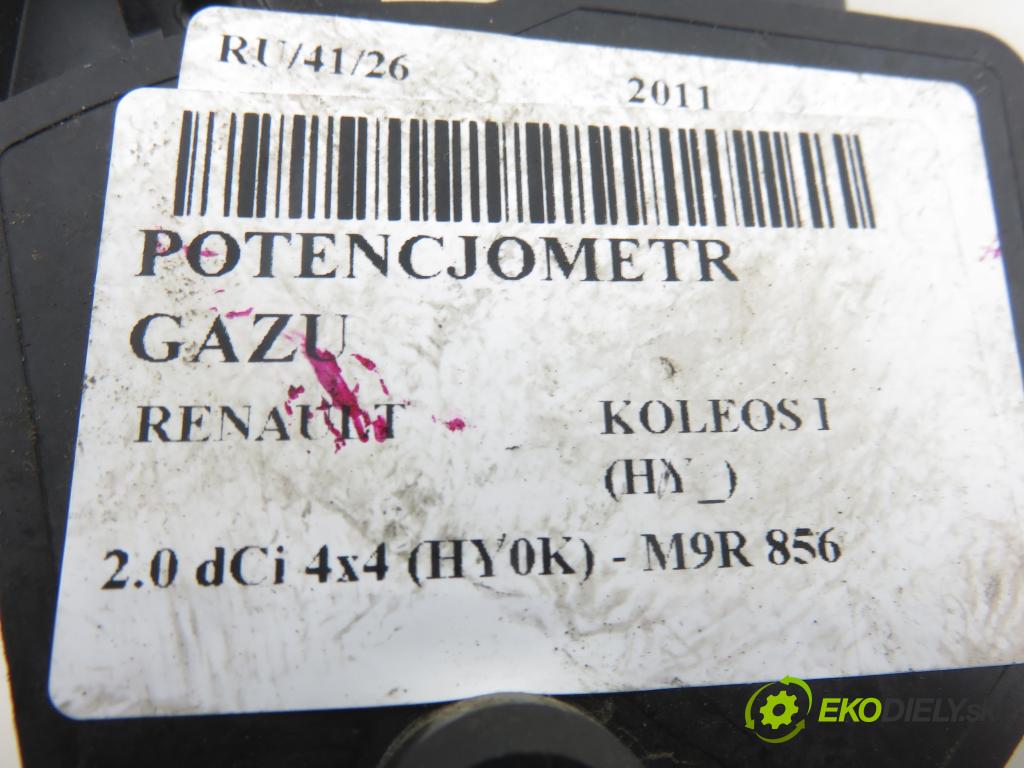 RU/41/26
2011
POTENCJOMETR
GAZU
RENAULT KOLEOS I
(HY_)
2.0 dCi 4x4 (HY0K) - M9R 856
EKODIELY.sk